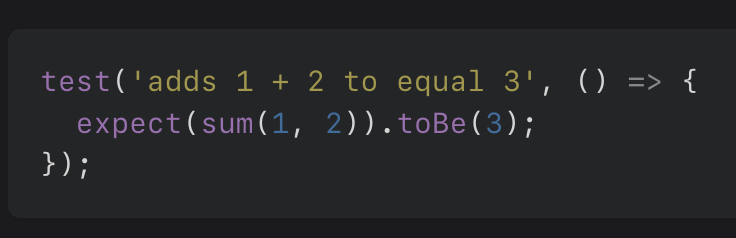 test('adds 1 + 2 to equal 3', () => {
  expect(sum(1, 2)).toBe(3);
});